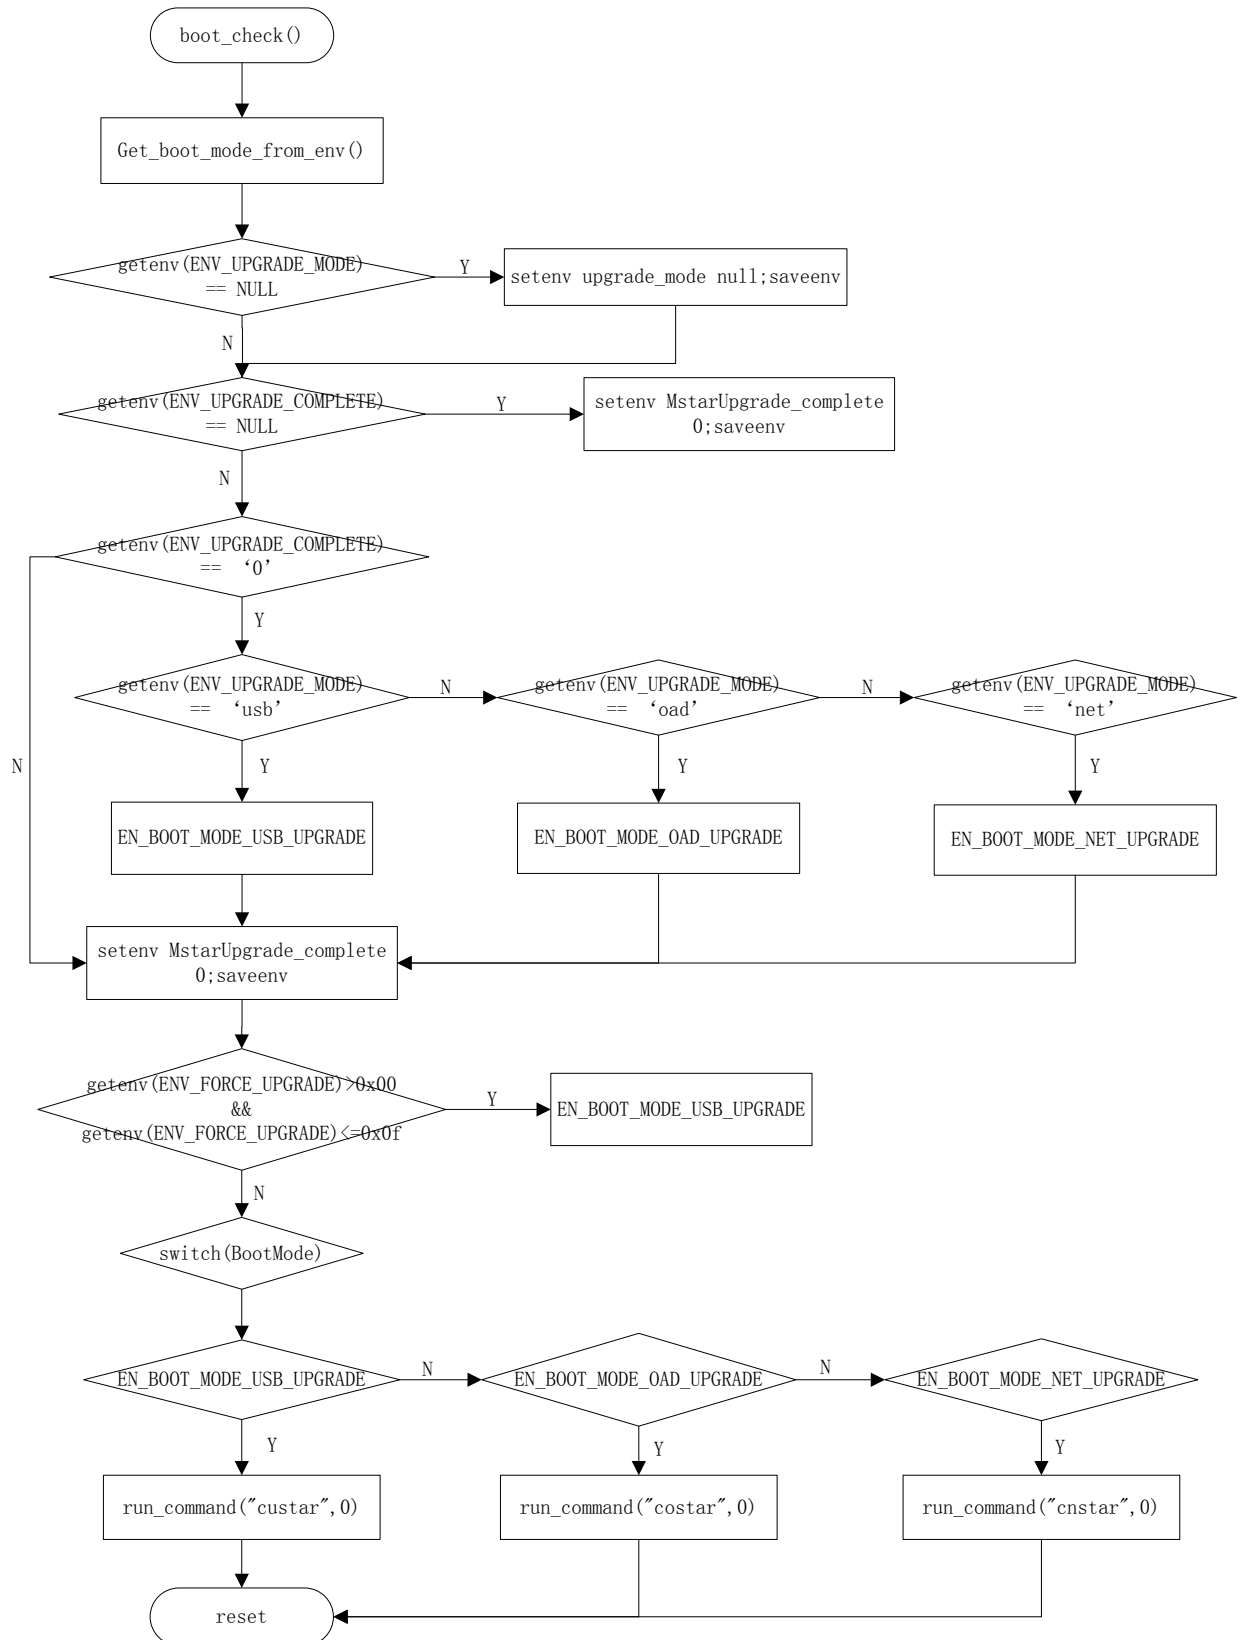 boot_check()
Get_boot_mode_from_env()
getenv(ENV_UPGRADE_MODE)
== NULL
Y
setenv upgrade_mode null;saveenv
N
getenv(ENV_UPGRADE_COMPLETE)
== NULL
Y
setenv MstarUpgrade_complete
0;saveenv
N
getenv(ENV_UPGRADE_COMPLETE)
== ‘0’
Y
getenv(ENV_UPGRADE_MODE)
== ‘usb’
N
getenv(ENV_UPGRADE_MODE)
== ‘oad’
N
getenv(ENV_UPGRADE_MODE)
== ‘net’
N
Y
Y
Y
EN_BOOT_MODE_USB_UPGRADE
EN_BOOT_MODE_OAD_UPGRADE
EN_BOOT_MODE_NET_UPGRADE
setenv MstarUpgrade_complete
0;saveenv
getenv(ENV_FORCE_UPGRADE)>0x00
&&
getenv(ENV_FORCE_UPGRADE)<=0x0f
Y
EN_BOOT_MODE_USB_UPGRADE
N
switch(BootMode)
EN_BOOT_MODE_USB_UPGRADE
N
EN_BOOT_MODE_OAD_UPGRADE
N
EN_BOOT_MODE_NET_UPGRADE
Y
Y
Y
run_command("custar",0)
run_command("costar",0)
run_command("cnstar",0)
reset